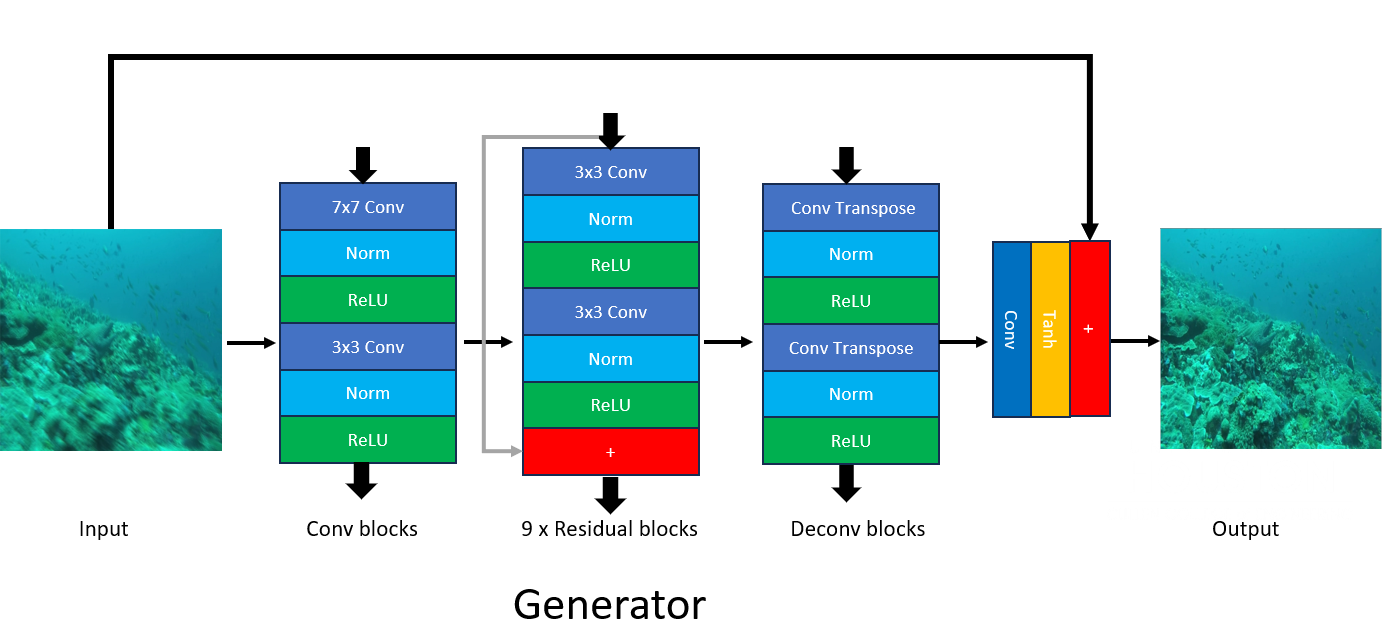 7x7 Conv
Norm
ReLU
3x3 Conv
Norm
ReLU
3x3 Conv
Norm
ReLU
3x3 Conv
Norm
ReLU
+
Conv Transpose
Norm
ReLU
Conv Transpose
Norm
ReLU
Conv
Tanh
+
Input
Conv blocks
9 x Residual blocks
Deconv blocks
Output
Generator